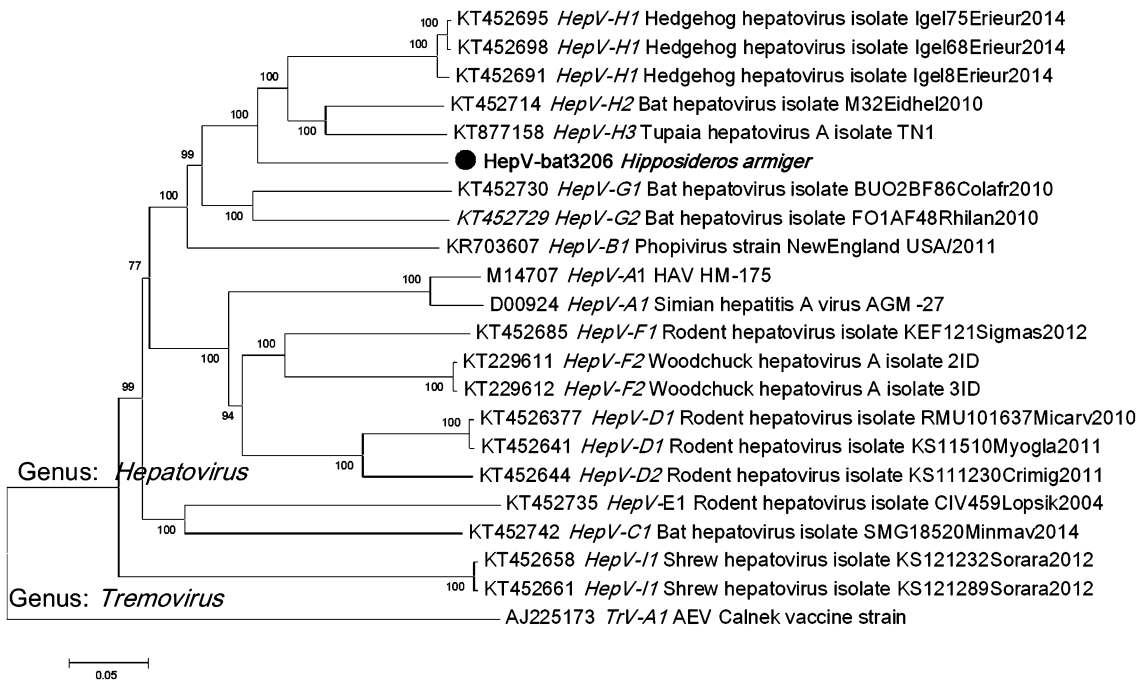 100
KT452695 HepV-H1 Hedgehog hepatovirus isolate Igel75Erieur2014
100
KT452698 HepV-H1 Hedgehog hepatovirus isolate Igel68Erieur2014
KT452691 HepV-H1 Hedgehog hepatovirus isolate Igel8Erieur2014
100
KT452714 HepV-H2 Bat hepatovirus isolate M32Eidhel2010
100
100
KT877158 HepV-H3 Tupaia hepatovirus A isolate TN1
99
HepV-bat3206 Hipposideros armiger
KT452730 HepV-G1 Bat hepatovirus isolate BUO2BF86Colafr2010
100
100
KT452729 HepV-G2 Bat hepatovirus isolate FO1AF48Rhilan2010
KR703607 HepV-B1 Phopivirus strain NewEngland USA/2011
77
100
M14707 HepV-A1 HAV HM-175
D00924 HepV-A1 Simian hepatitis A virus AGM -27
KT452685 HepV-F1 Rodent hepatovirus isolate KEF121Sigmas2012
100
100
KT229611 HepV-F2 Woodchuck hepatovirus A isolate 2ID
99
100
KT229612 HepV-F2 Woodchuck hepatovirus A isolate 3ID
94
100
KT4526377 HepV-D1 Rodent hepatovirus isolate RMU101637Micarv2010
KT452641 HepV-D1 Rodent hepatovirus isolate KS11510Myogla2011
100
Genus: Hepatovirus
KT452644 HepV-D2 Rodent hepatovirus isolate KS111230Crimig2011
KT452735 HepV-E1 Rodent hepatovirus isolate CIV459Lopsik2004
100
KT452742 HepV-C1 Bat hepatovirus isolate SMG18520Minmav2014
KT452658 HepV-I1 Shrew hepatovirus isolate KS121232Sorara2012
100
KT452661 HepV-I1 Shrew hepatovirus isolate KS121289Sorara2012
Genus: Tremovirus
AJ225173 TrV-A1 AEV Calnek vaccine strain
0.05